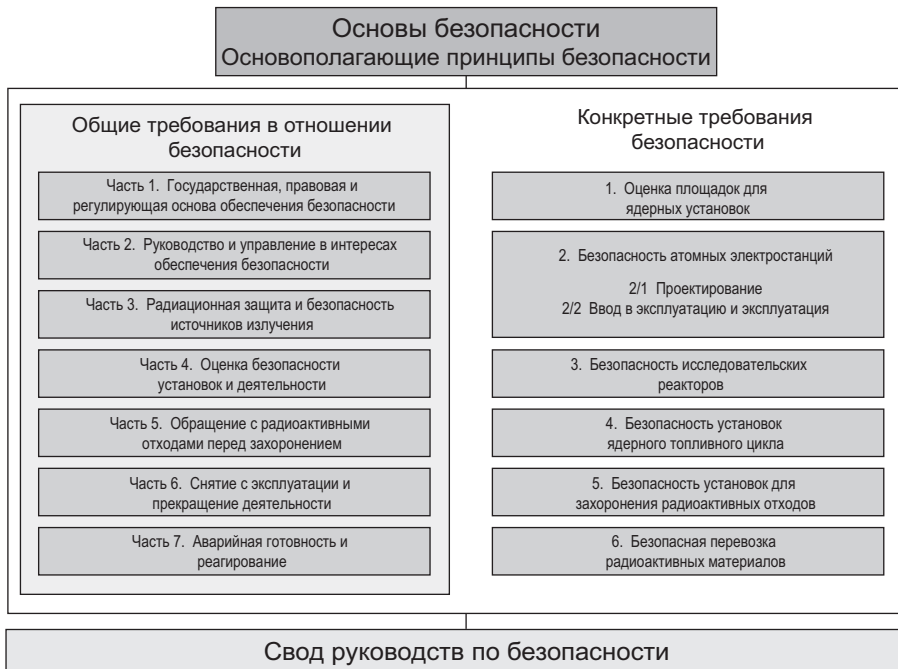 Основы безопасности
Основополагающие принципы безопасности
Общие требования в отношении
безопасности
Часть 1. Государственная, правовая и
регулирующая основа обеспечения безопасности
Часть 2. Руководство и управление в интересах
обеспечения безопасности
Часть 3. Радиационная защита и безопасность
источников излучения
Часть 4. Оценка безопасности
установок и деятельности
Часть 5. Обращение с радиоактивными
отходами перед захоронением
Часть 6. Снятие с эксплуатации и
прекращение деятельности
Часть 7. Аварийная готовность и
реагирование
Конкретные требования
безопасности
1. Оценка площадок для
ядерных установок
2. Безопасность атомных электростанций
2/1 Проектирование
2/2 Ввод в эксплуатацию и эксплуатация
3. Безопасность исследовательских
реакторов
4. Безопасность установок
ядерного топливного цикла
5. Безопасность установок для
захоронения радиоактивных отходов
6. Безопасная перевозка
радиоактивных материалов
Свод руководств по безопасности